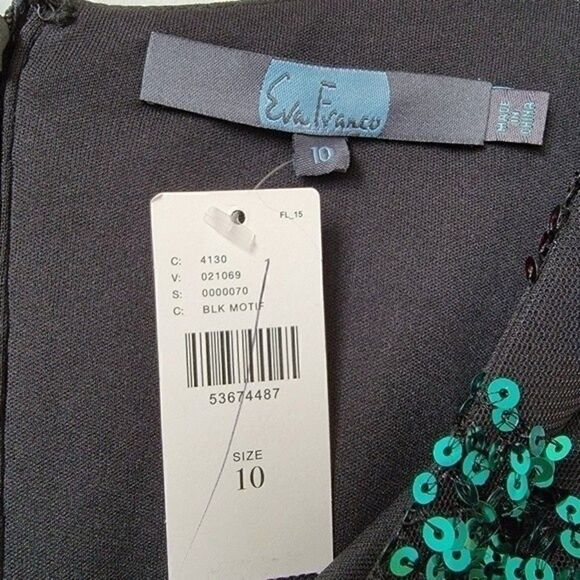 Eva Franco
10
MADE
IN
CHINA
FL_15
C: 4130
V: 021069
S: 0000070
C: BLK MOTIF
53674487
SIZE
10